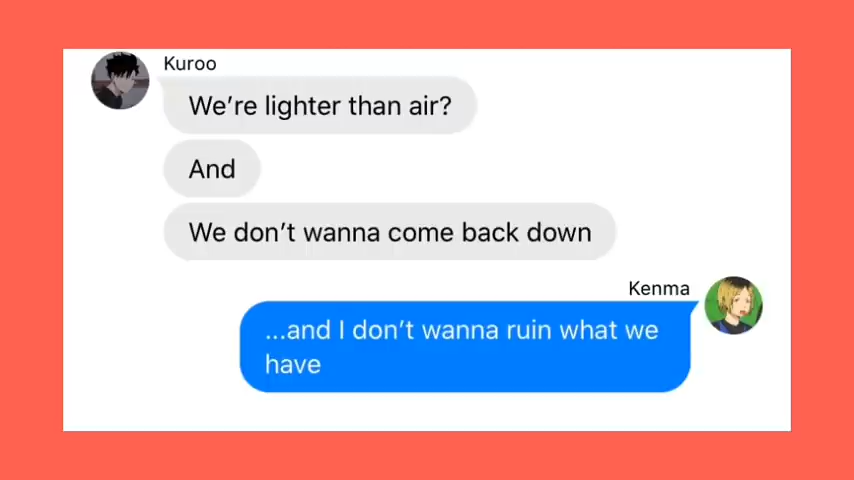 Kuroo
We’re lighter than air?
And
We don’t wanna come back down
Kenma
...and I don’t wanna ruin what we
have